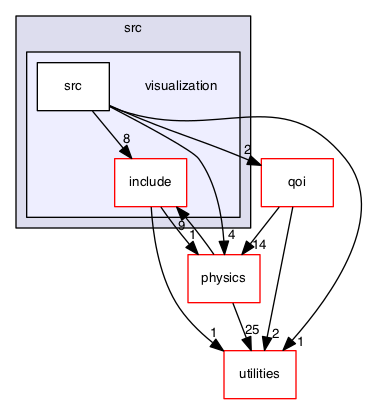 src
src
visualization
8
2
include
qoi
9
1
4
14
physics
1
25
2
1
utilities